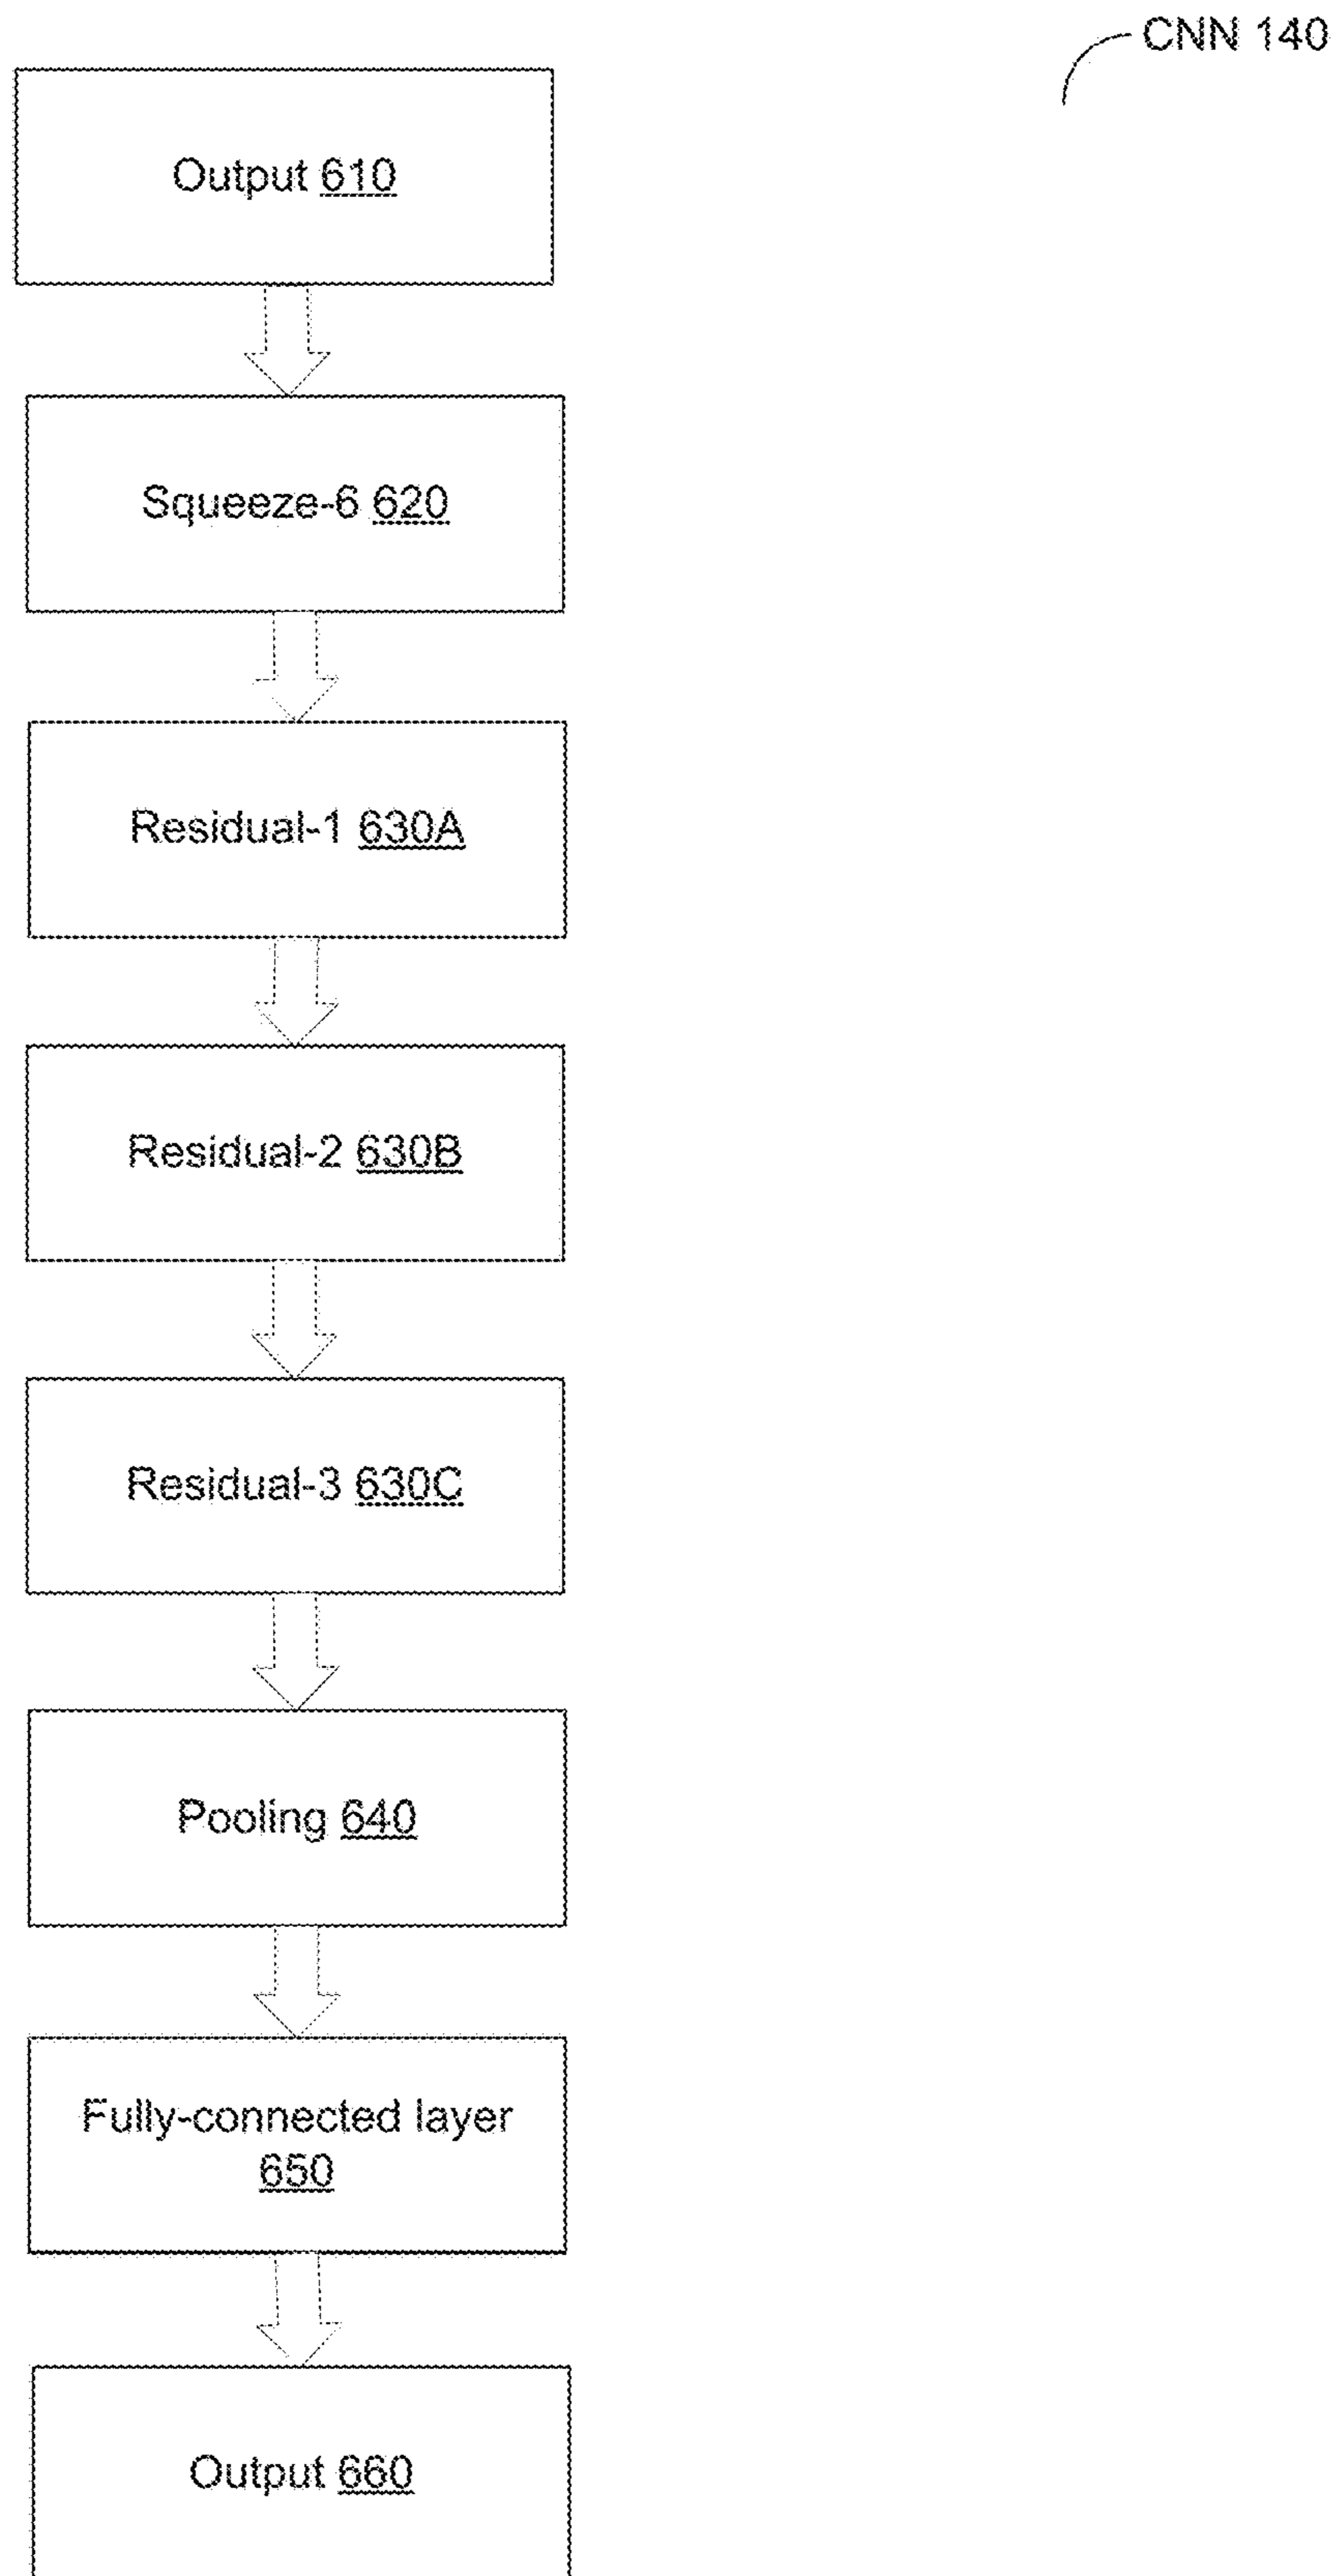 CNN 140
Output 610
Squeeze-6 620
Residual-1 630A
Residual-2 630B
Residual-3 630C
Pooling 640
Fully-connected layer
650
Output 660